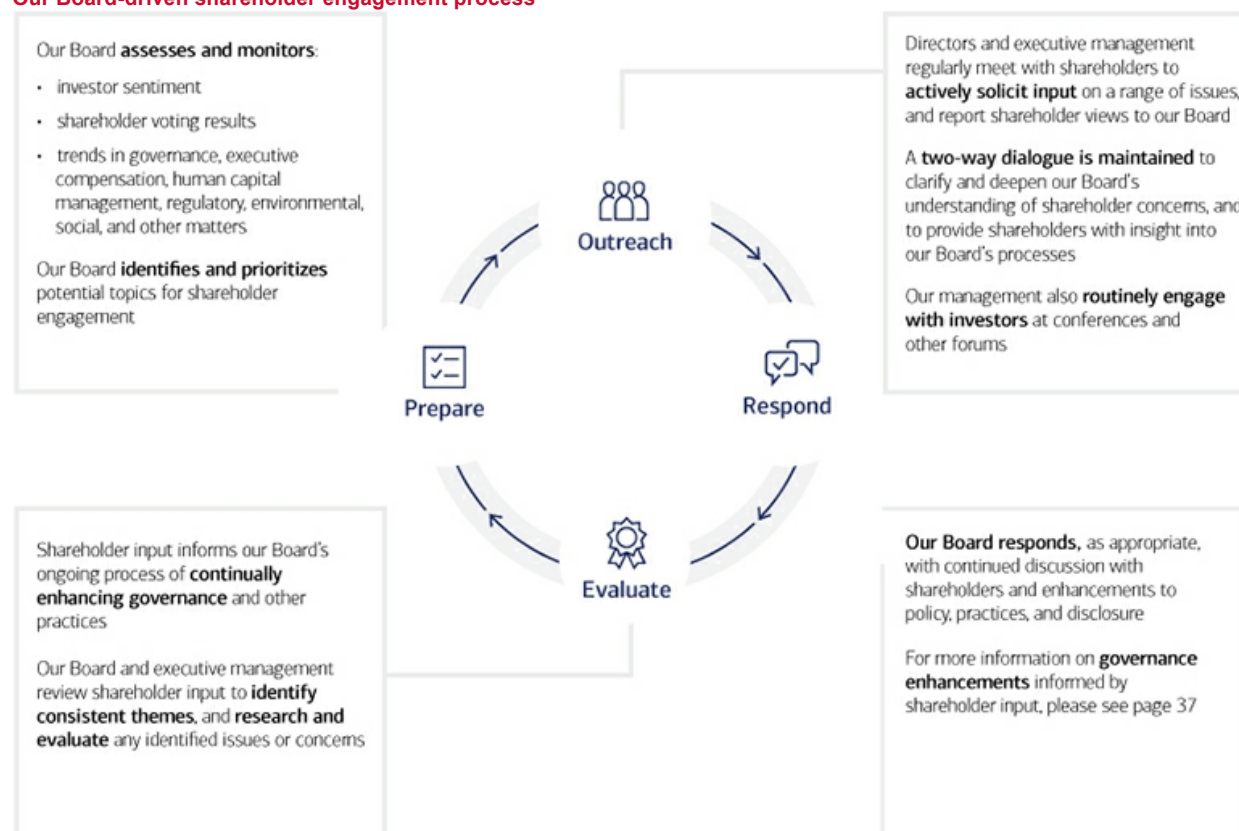 Our Board-driven shareholder engagement process
Our Board assesses and monitors:
• investor sentiment
• shareholder voting results
• trends in governance, executive
compensation, human capital
management, regulatory, environmental,
social, and other matters
Our Board identifies and prioritizes
potential topics for shareholder
engagement
Directors and executive management
regularly meet with shareholders to
actively solicit input on a range of issues,
and report shareholder views to our Board
A two-way dialogue is maintained to
clarify and deepen our Board's
understanding of shareholder concerns, and
to provide shareholders with insight into
our Board's processes
Our management also routinely engage
with investors at conferences and
other forums
Outreach
Prepare
Respond
Evaluate
Shareholder input informs our Board's
ongoing process of continually
enhancing governance and other
practices
Our Board and executive management
review shareholder input to identify
consistent themes, and research and
evaluate any identified issues or concerns
Our Board responds, as appropriate,
with continued discussion with
shareholders and enhancements to
policy, practices, and disclosure
For more information on governance
enhancements informed by
shareholder input, please see page 37